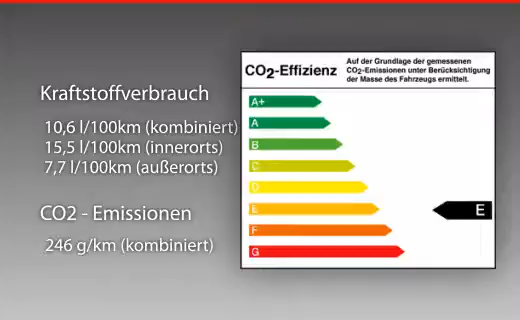 Kraftstoffverbrauch
10,6 l/100km (kombiniert)
15,5 l/100km (innerorts)
7,7 l/100km (außerorts)
CO2 - Emissionen
246 g/km (kombiniert)
CO2-Effizienz
Auf der Grundlage der gemessenen
CO2-Emissionen unter Berücksichtigung
der Masse des Fahrzeugs ermittelt.
A+
A
B
C
D
E
E
F
G